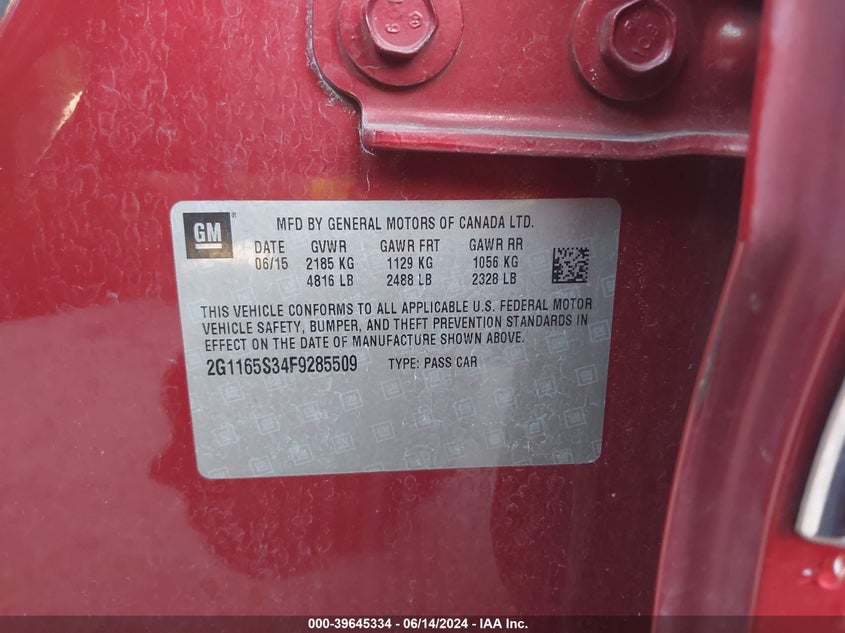 GM
MFD BY GENERAL MOTORS OF CANADA LTD.
DATE GVWR GAWR FRT GAWR RR
06/15 2185 KG 1129 KG 1056 KG
4816 LB 2488 LB 2328 LB
THIS VEHICLE CONFORMS TO ALL APPLICABLE U.S. FEDERAL MOTOR
VEHICLE SAFETY, BUMPER, AND THEFT PREVENTION STANDARDS IN
EFFECT ON THE DATE OF MANUFACTURE SHOWN ABOVE.
2G1165S34F9285509 TYPE: PASS CAR
000-39645334 - 06/14/2024 - IAA Inc.